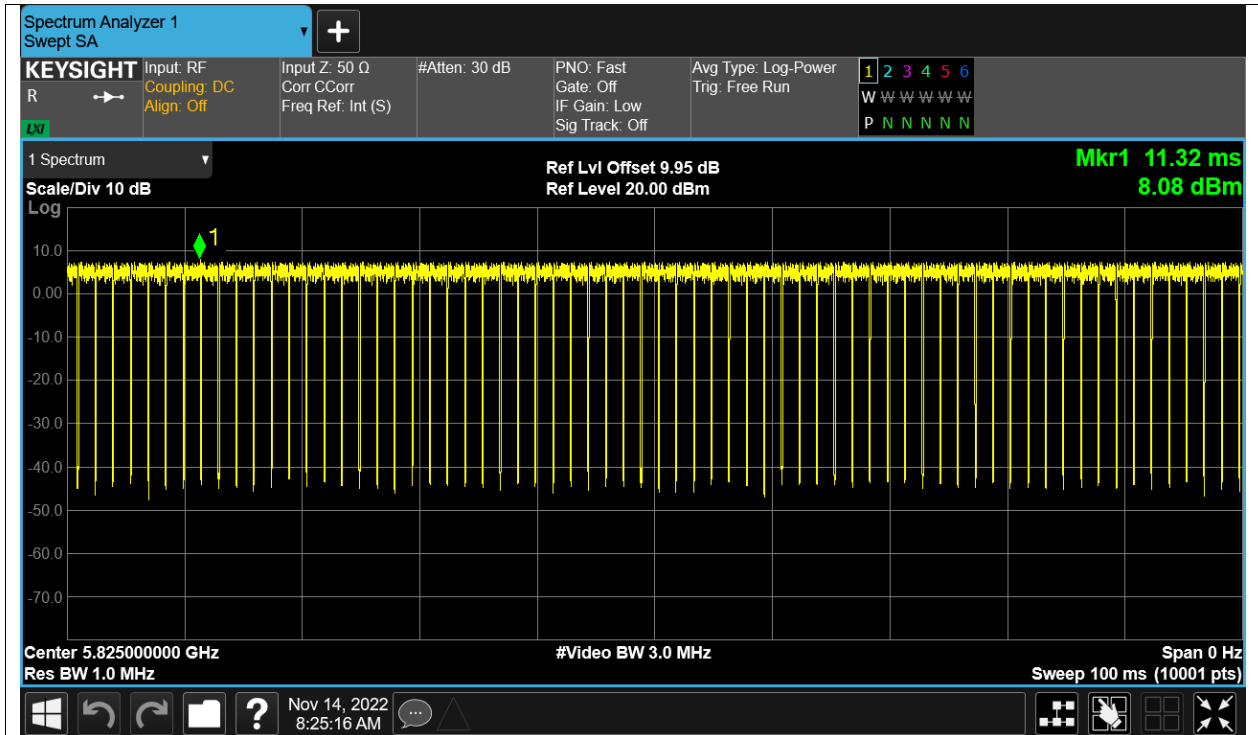 Spectrum Analyzer 1
Swept SA
+
KEYSIGHT
R
LXI
Input: RF
Coupling: DC
Align: Off
Input Z: 50 Ω
Corr CCorr
Freq Ref: Int (S)
#Atten: 30 dB
PNO: Fast
Gate: Off
IF Gain: Low
Sig Track: Off
Avg Type: Log-Power
Trig: Free Run
1 2 3 4 5 6
W W W W W W
P N N N N N
1 Spectrum
Scale/Div 10 dB
Log
Ref Lvl Offset 9.95 dB
Ref Level 20.00 dBm
Mkr1 11.32 ms
8.08 dBm
1
10.0
0.00
-10.0
-20.0
-30.0
-40.0
-50.0
-60.0
-70.0
Center 5.825000000 GHz
Res BW 1.0 MHz
#Video BW 3.0 MHz
Span 0 Hz
Sweep 100 ms (10001 pts)
?
Nov 14, 2022
8:25:16 AM